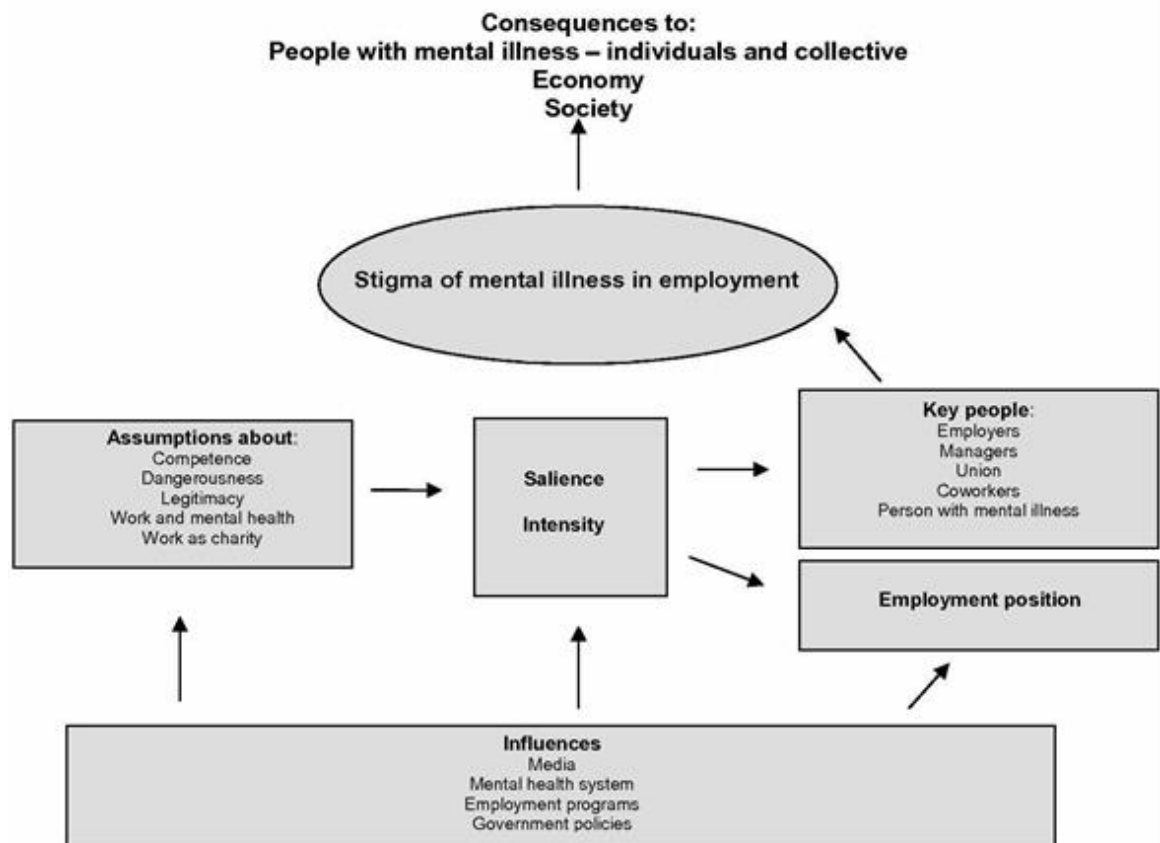 Consequences to:
People with mental illness – individuals and collective
Economy
Society
Stigma of mental illness in employment
Assumptions about:
Competence
Dangerousness
Legitimacy
Work and mental health
Work as charity
Salience
Intensity
Key people:
Employers
Managers
Union
Coworkers
Person with mental illness
Employment position
Influences
Media
Mental health system
Employment programs
Government policies